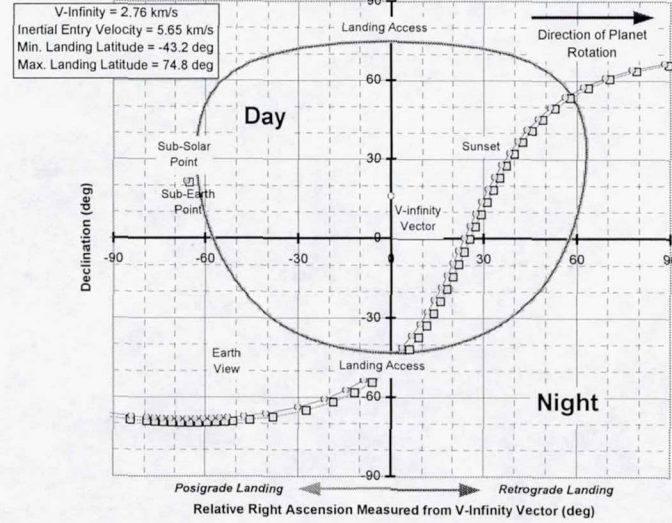 V-Infinity = 2.76 km/s
Inertial Entry Velocity = 5.65 km/s
Min. Landing Latitude = -43.2 deg
Max. Landing Latitude = 74.8 deg
Landing Access
Direction of Planet
Rotation
90
60
30
0
-30
-60
-90
Day
Sub-Solar
Point
Sub-Earth
Point
Sunset
V-infinity
Vector
Declination (deg)
-90
-60
-30
0
30
60
90
Earth
View
Landing Access
Night
Posigrade Landing
Retrograde Landing
Relative Right Ascension Measured from V-Infinity Vector (deg)